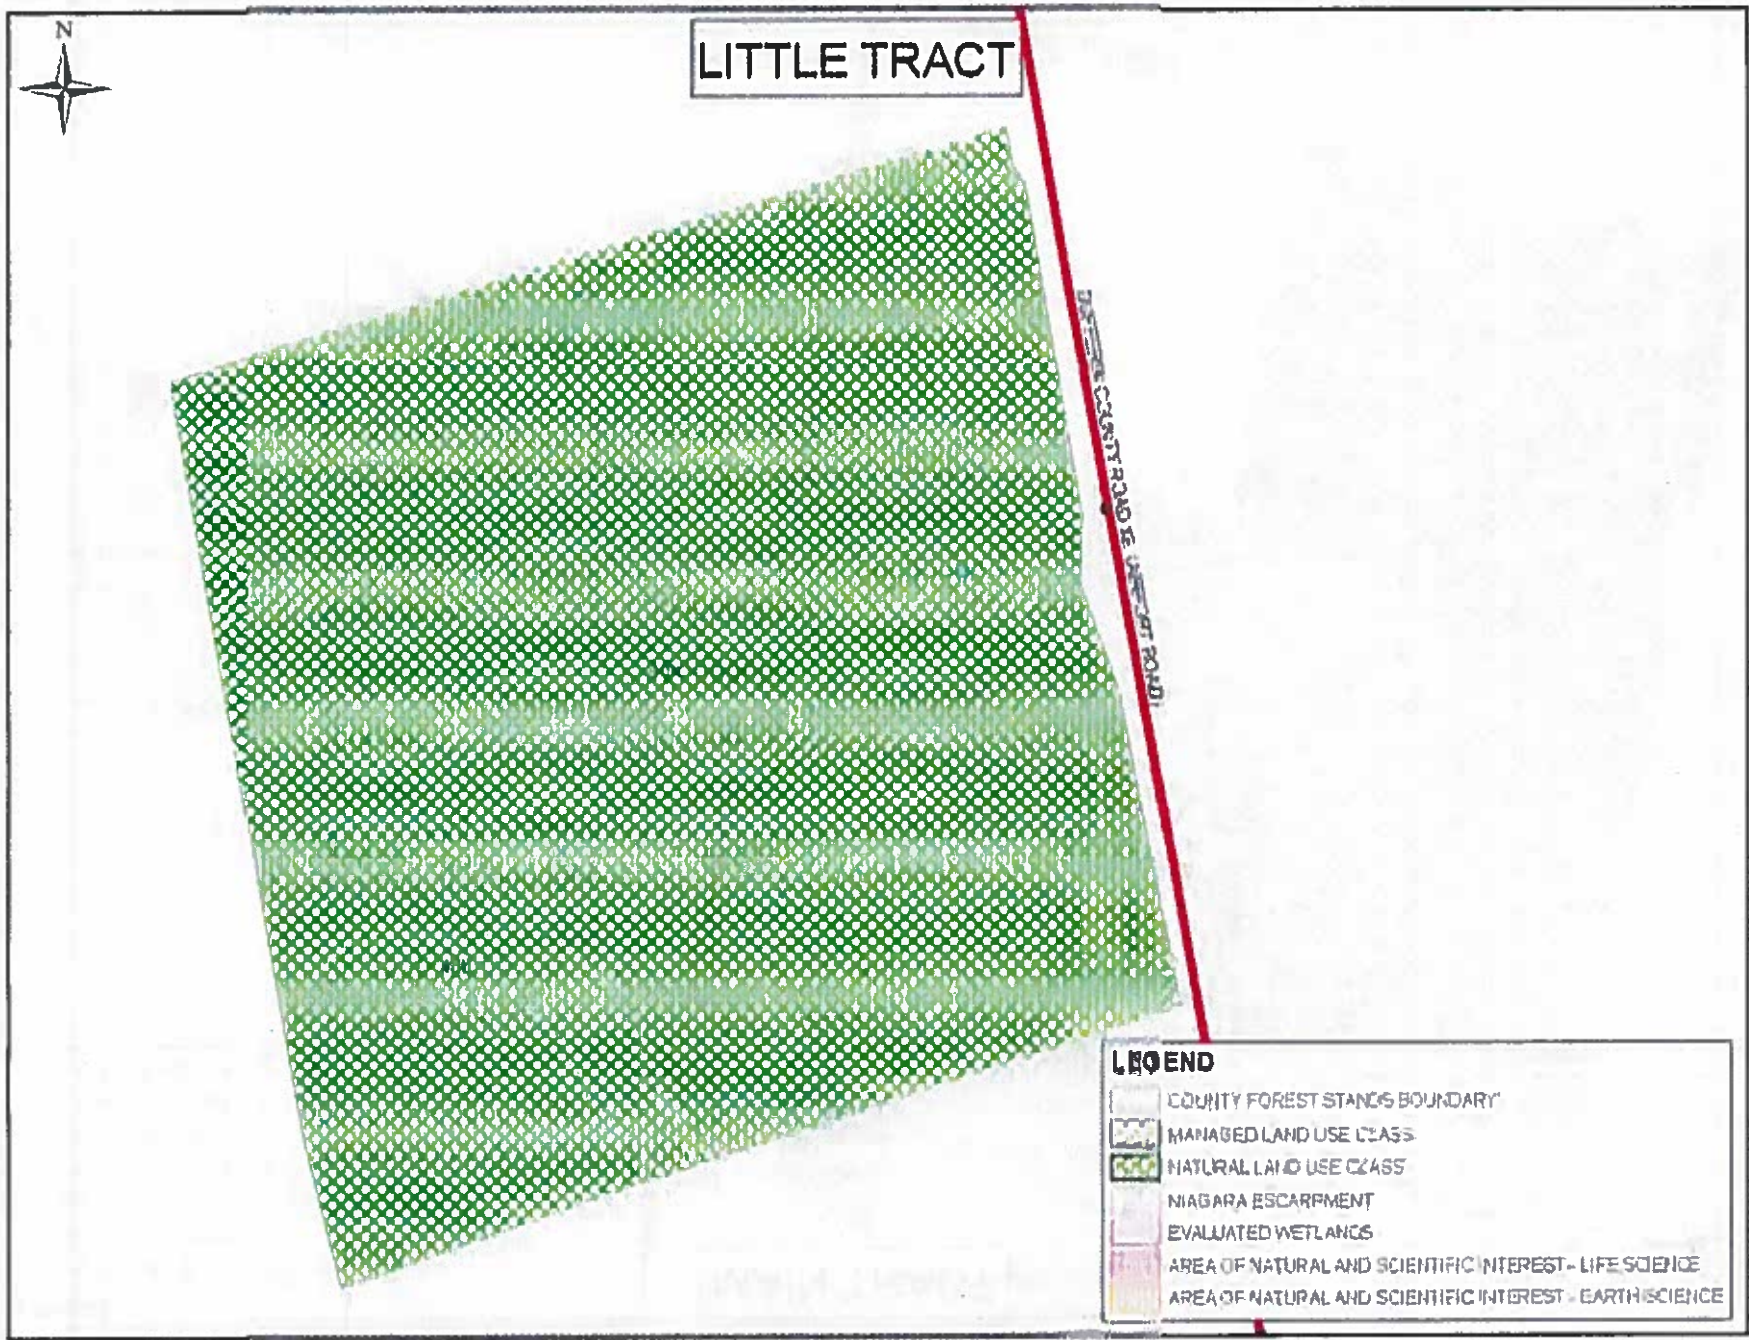 N
LITTLE TRACT
COUNTY
LEGEND
COUNTY FOREST STANDS BOUNDARY
MANAGED LAND USE CLASS
NATURAL LAND USE CLASS
NIAGARA ESCARPMENT
EVALUATED WETLANDS
AREA OF NATURAL AND SCIENTIFIC INTEREST - LIFE SCIENCE
AREA OF NATURAL AND SCIENTIFIC INTEREST - EARTH SCIENCE